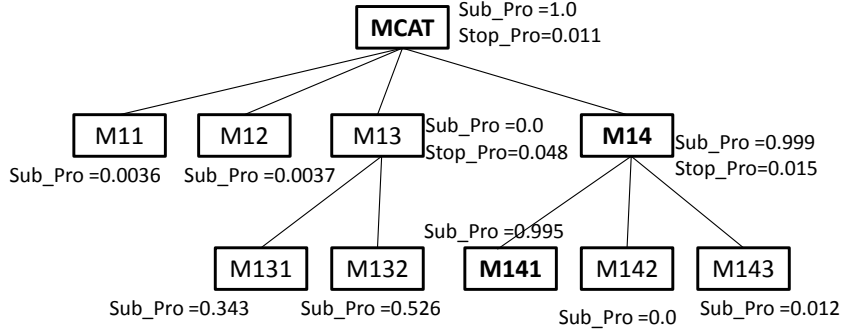 MCAT
Sub_Pro=1.0
Stop_Pro=0.011
M11
Sub_Pro =0.0036
M12
Sub_Pro =0.0037
M13
Sub_Pro=0.0
Stop_Pro=0.048
M14
Sub_Pro=0.999
Stop_Pro=0.015
M131
Sub_Pro=0.343
M132
Sub_Pro=0.526
Sub_Pro =0.995
M141
M142
Sub_Pro =0.0
M143
Sub_Pro=0.012